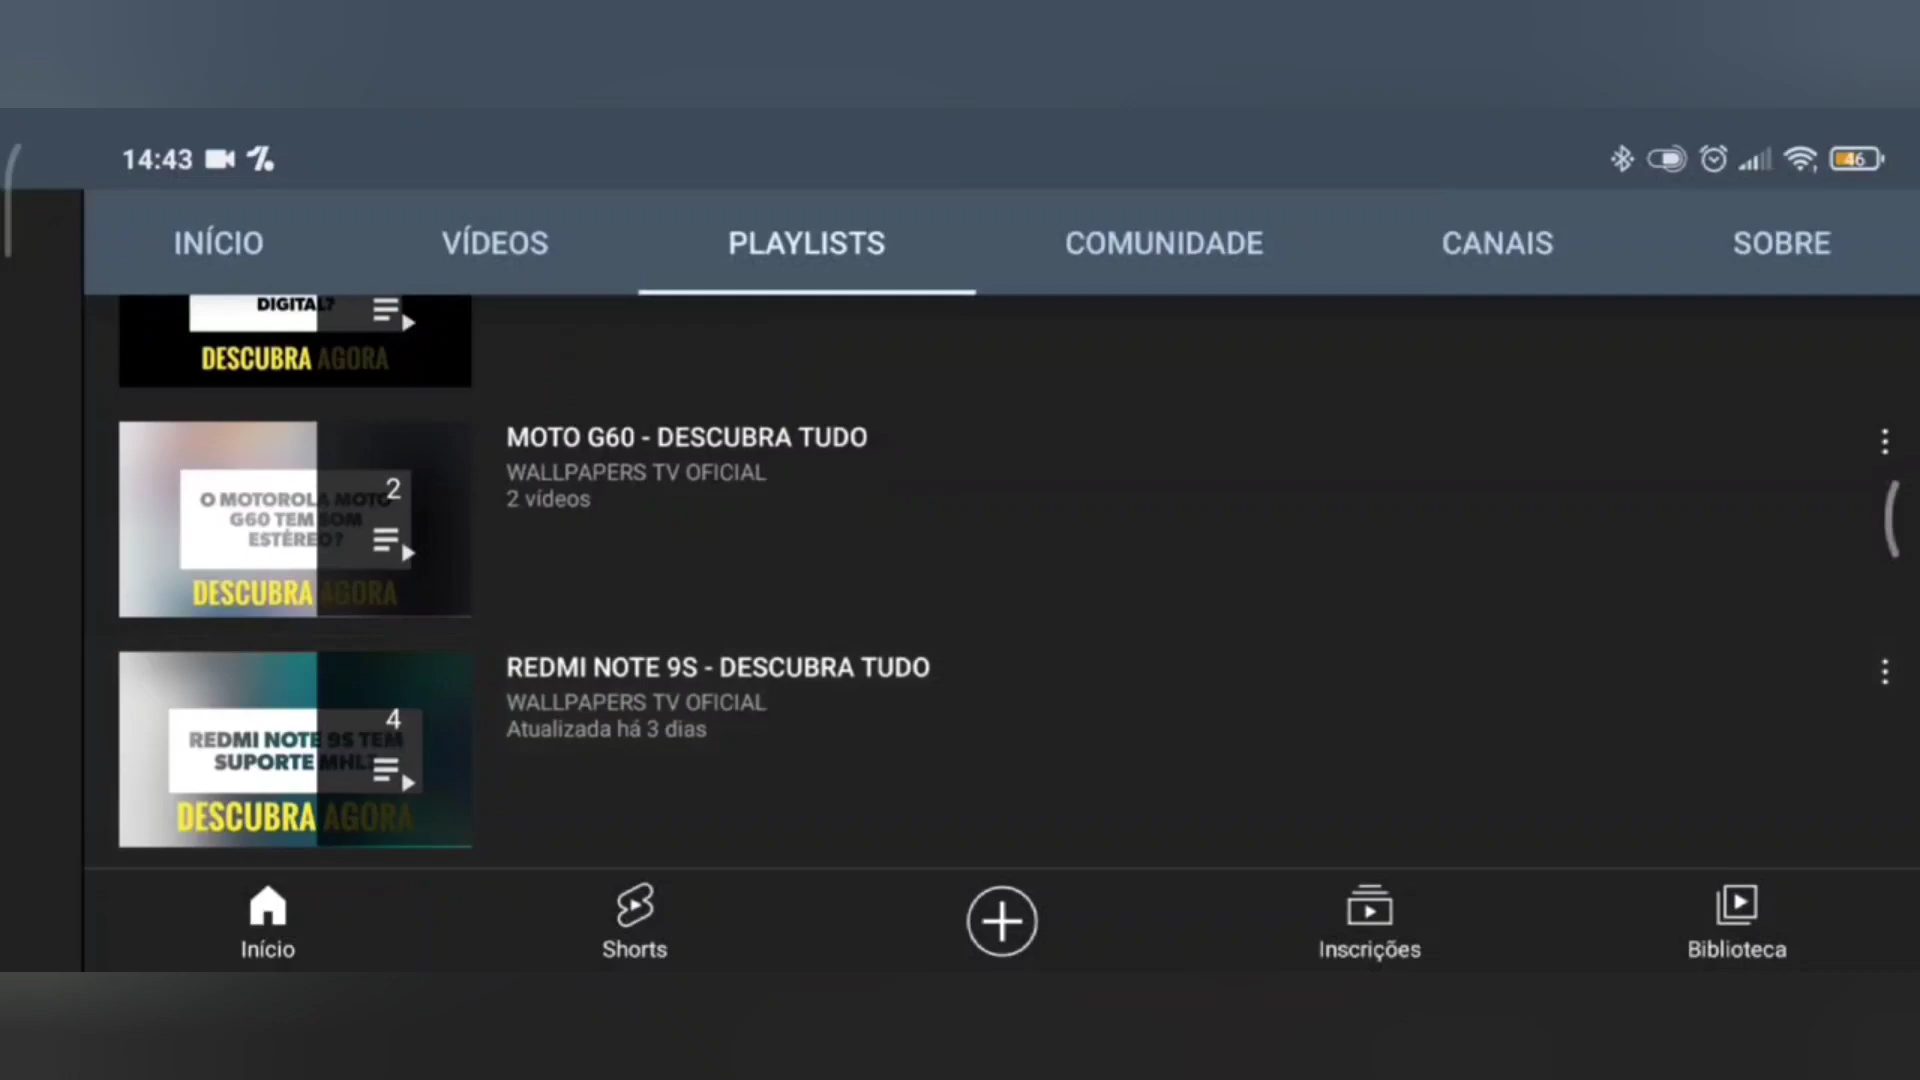 14:43
46
INÍCIO VÍDEOS PLAYLISTS COMUNIDADE CANAIS SOBRE
DIGITAL?
DESCUBRA AGORA
MOTO G60 - DESCUBRA TUDO
WALLPAPERS TV OFICIAL
2 vídeos
2
O MOTOROLA MOTO
G60 TEM SOM
ESTÉREO?
DESCUBRA AGORA
REDMI NOTE 9S - DESCUBRA TUDO
WALLPAPERS TV OFICIAL
Atualizada há 3 dias
4
REDMI NOTE 9S TEM
SUPORTE MHL?
DESCUBRA AGORA
Início Shorts Inscrições Biblioteca